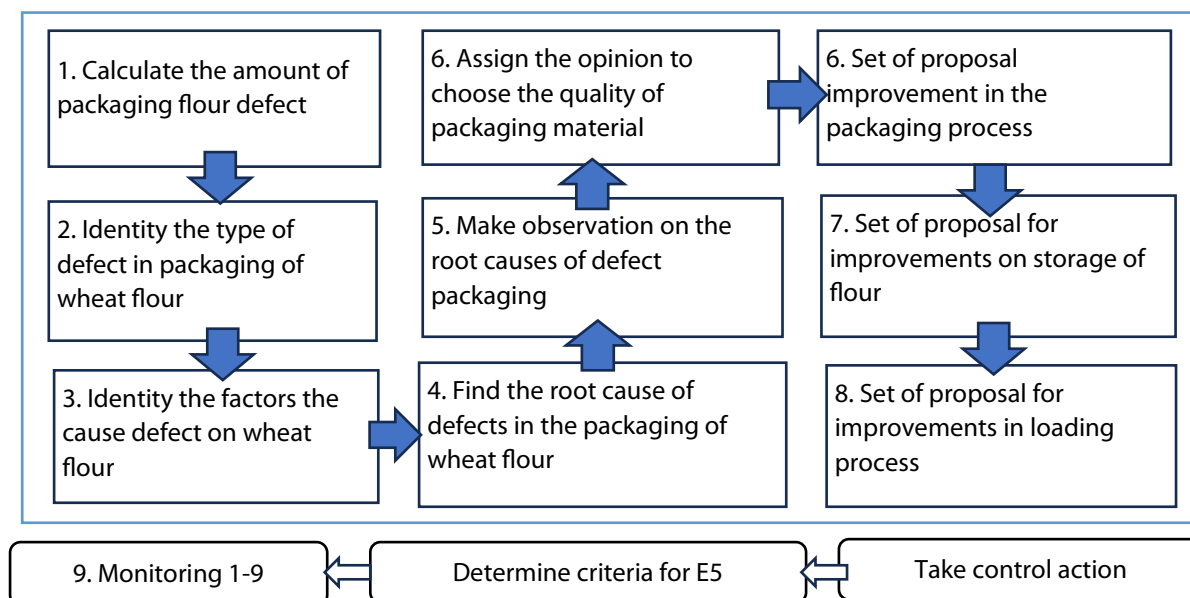 1. Calculate the amount of
packaging flour defect
2. Identity the type of
defect in packaging of
wheat flour
3. Identity the factors the
cause defect on wheat
flour
4. Find the root cause of
defects in the packaging of
wheat flour
5. Make observation on the
root causes of defect
packaging
6. Assign the opinion to
choose the quality of
packaging material
6. Set of proposal
improvement in the
packaging process
7. Set of proposal for
improvements on storage of
flour
8. Set of proposal for
improvements in loading
process
Take control action
Determine criteria for E5
9. Monitoring 1-9